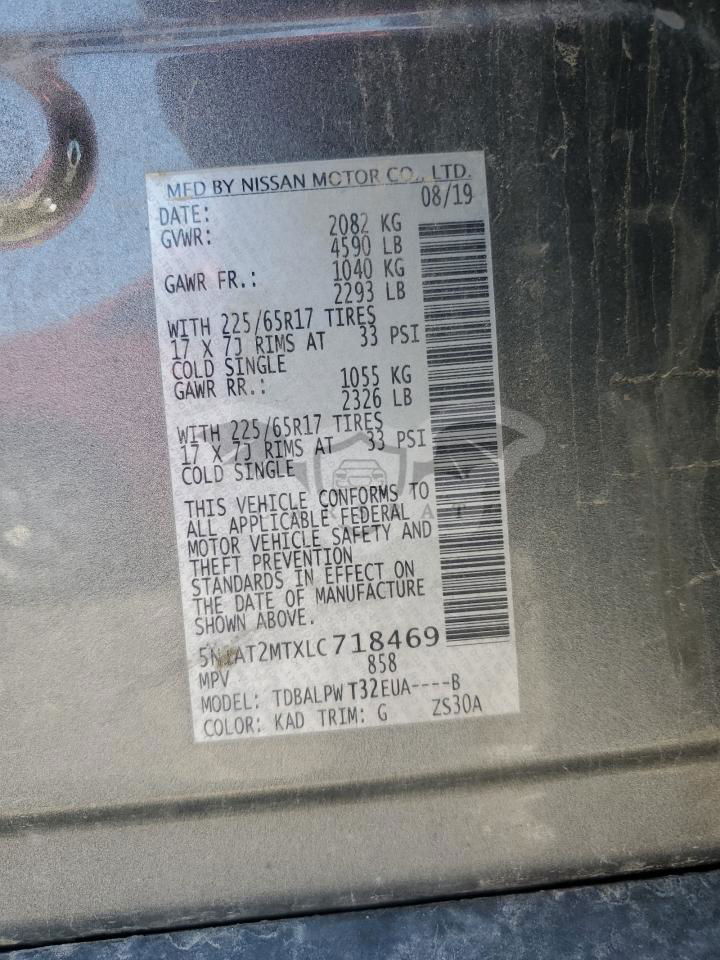 MFD BY NISSAN MOTOR CO., LTD.
DATE: 08/19
GVWR: 2082 KG
4590 LB
GAWR FR.: 1040 KG
2293 LB
WITH 225/65R17 TIRES
17 X 7J RIMS AT 33 PSI
COLD SINGLE
GAWR RR.: 1055 KG
2326 LB
WITH 225/65R17 TIRES
17 X 7J RIMS AT 33 PSI
COLD SINGLE
THIS VEHICLE CONFORMS TO
ALL APPLICABLE FEDERAL
MOTOR VEHICLE SAFETY AND
THEFT PREVENTION
STANDARDS IN EFFECT ON
THE DATE OF MANUFACTURE
SHOWN ABOVE.
5N1AT2MTXLC718469
MPV 858
MODEL: TDBALPW T32EUA----B
COLOR: KAD TRIM: G ZS30A